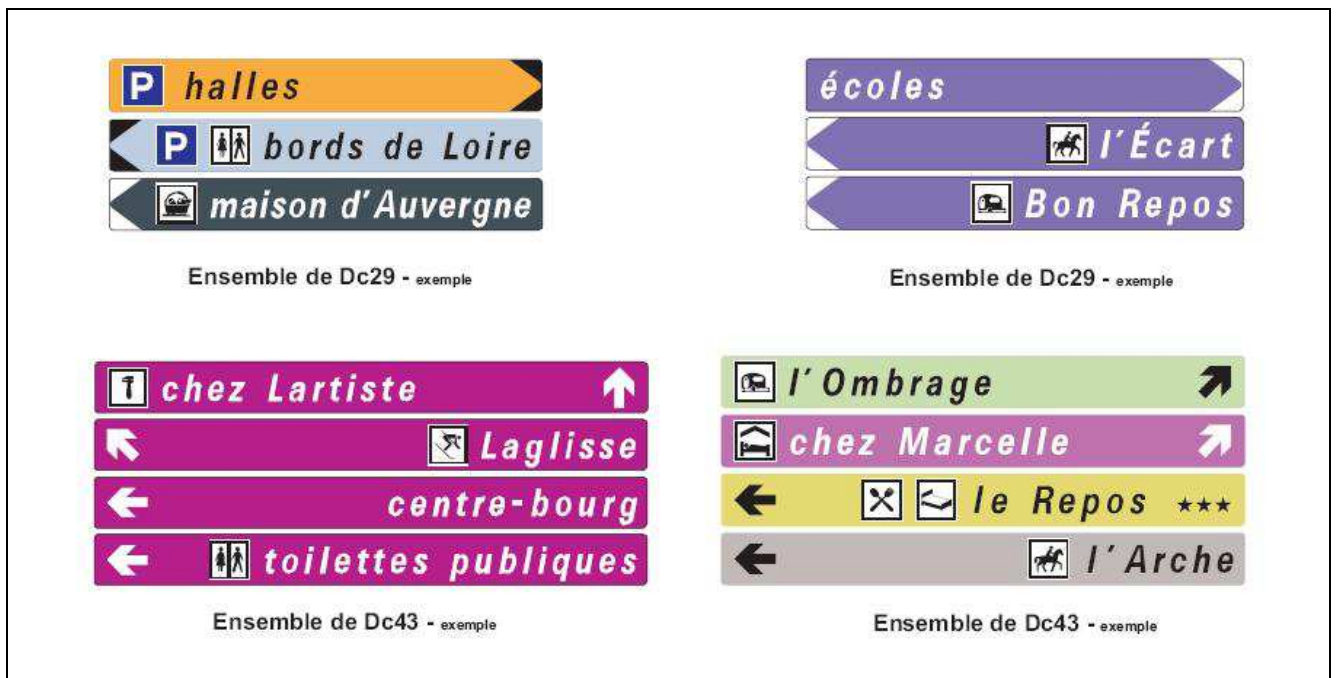 P halles
P bords de Loire
maison d'Auvergne
Ensemble de Dc29 - exemple
écoles
l'Écart
Bon Repos
Ensemble de Dc29 - exemple
chez Lartiste
Laglisse
centre-bourg
toilettes publiques
Ensemble de Dc43 - exemple
l'Ombrage
chez Marcelle
le Repos ★★★
l'Arche
Ensemble de Dc43 - exemple